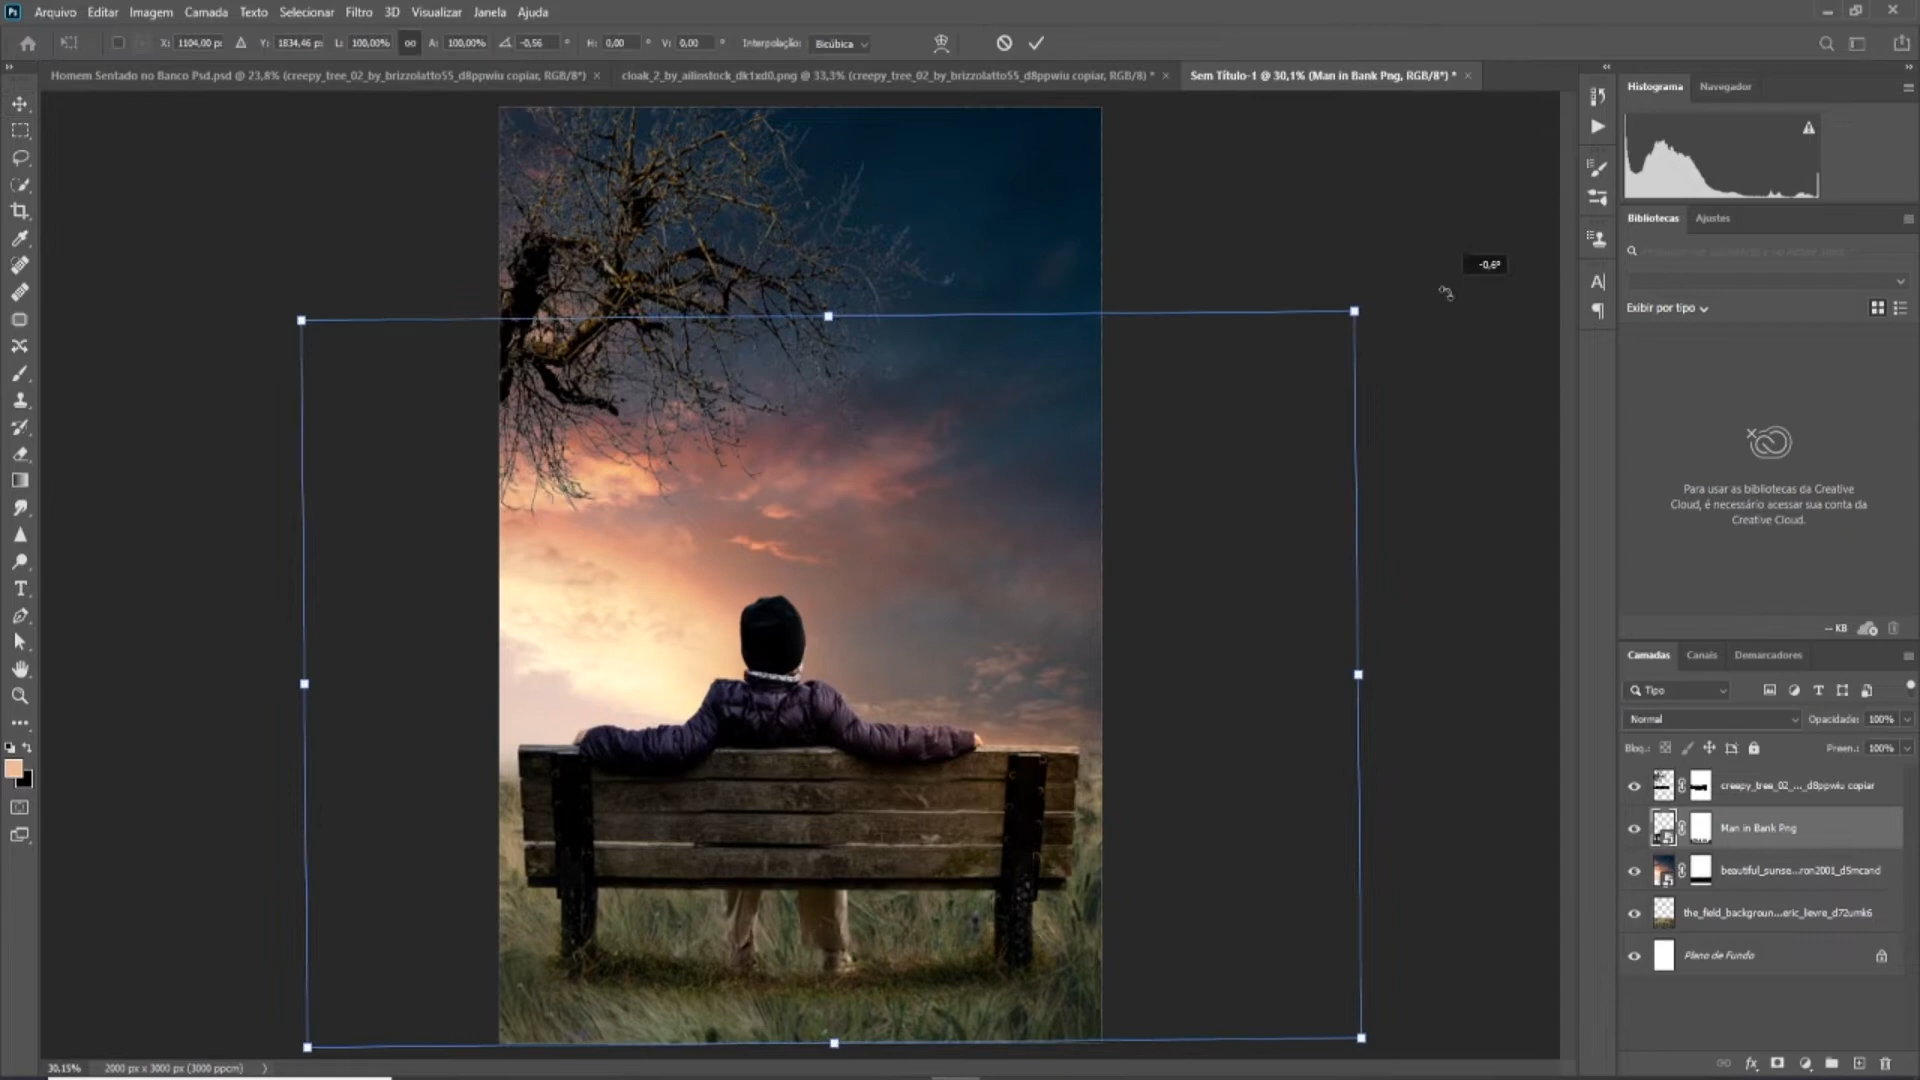 Ps Arquivo Editar Imagem Camada Texto Selecionar Filtro 3D Visualizar Janela Ajuda
X: 1104,00 p: Y: 1834,46 p: L: 100,00% A: 100,00% -0,56 ° H: 0,00 ° V: 0,00 ° Interpolação: Bicúbica
Homem Sentado no Banco Psd.psd @ 23,8% (creepy_tree_02_by_brizzolatto55_d8ppwiu copiar, RGB/8*) ×
cloak_2_by_ailinstock_dk1xd0.png @ 33,3% (creepy_tree_02_by_brizzolatto55_d8ppwiu copiar, RGB/8) * ×
Sem Título-1 @ 30,1% (Man in Bank Png, RGB/8*) * ×
Histograma Navegador
Bibliotecas Ajustes
-0,6°
Exibir por tipo
Para usar as bibliotecas da Creative
Cloud, é necessário acessar sua conta da
Creative Cloud.
-- KB
Camadas Canais Demarcadores
Tipo
Normal Opacidade: 100%
Bloq.: Preen.: 100%
creepy_tree_02_..._d8ppwiu copiar
Man in Bank Png
beautiful_sunse...ron2001_d5mcand
the_field_backgroun...eric_lievre_d72umk6
Plano de Fundo
30,15% 2000 px x 3000 px (3000 ppcm)